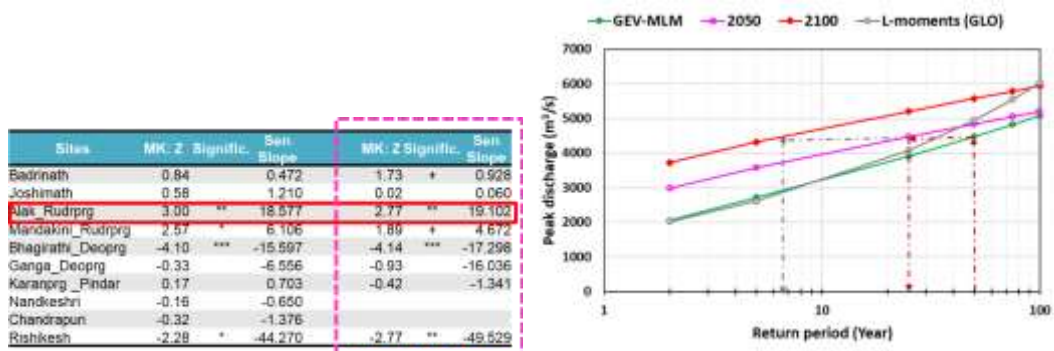 Sites MK: Z Signific. Sen Slope MK: Z Signific. Sen Slope
Badrinath 0.84 0.472 1.73 + 0.928
Joshimath 0.58 1.210 0.02 0.060
Alak_Rudrprg 3.00 ** 18.577 2.77 ** 19.102
Mandakini_Rudrprg 2.57 * 6.106 1.89 + 4.672
Bhagirathi_Deoprg -4.10 *** -15.597 -4.14 *** -17.298
Ganga_Deoprg -0.33 -6.556 -0.93 -16.036
Karanprg _Pindar 0.17 0.703 -0.42 -1.341
Nandkeshri -0.16 -0.650
Chandrapuri -0.32 -1.376
Rishikesh -2.28 * -44.270 -2.77 ** -49.529
GEV-MLM 2050 2100 L-moments (GLO)
Peak discharge (m³/s)
7000
6000
5000
4000
3000
2000
1000
0
1 10 100
Return period (Year)